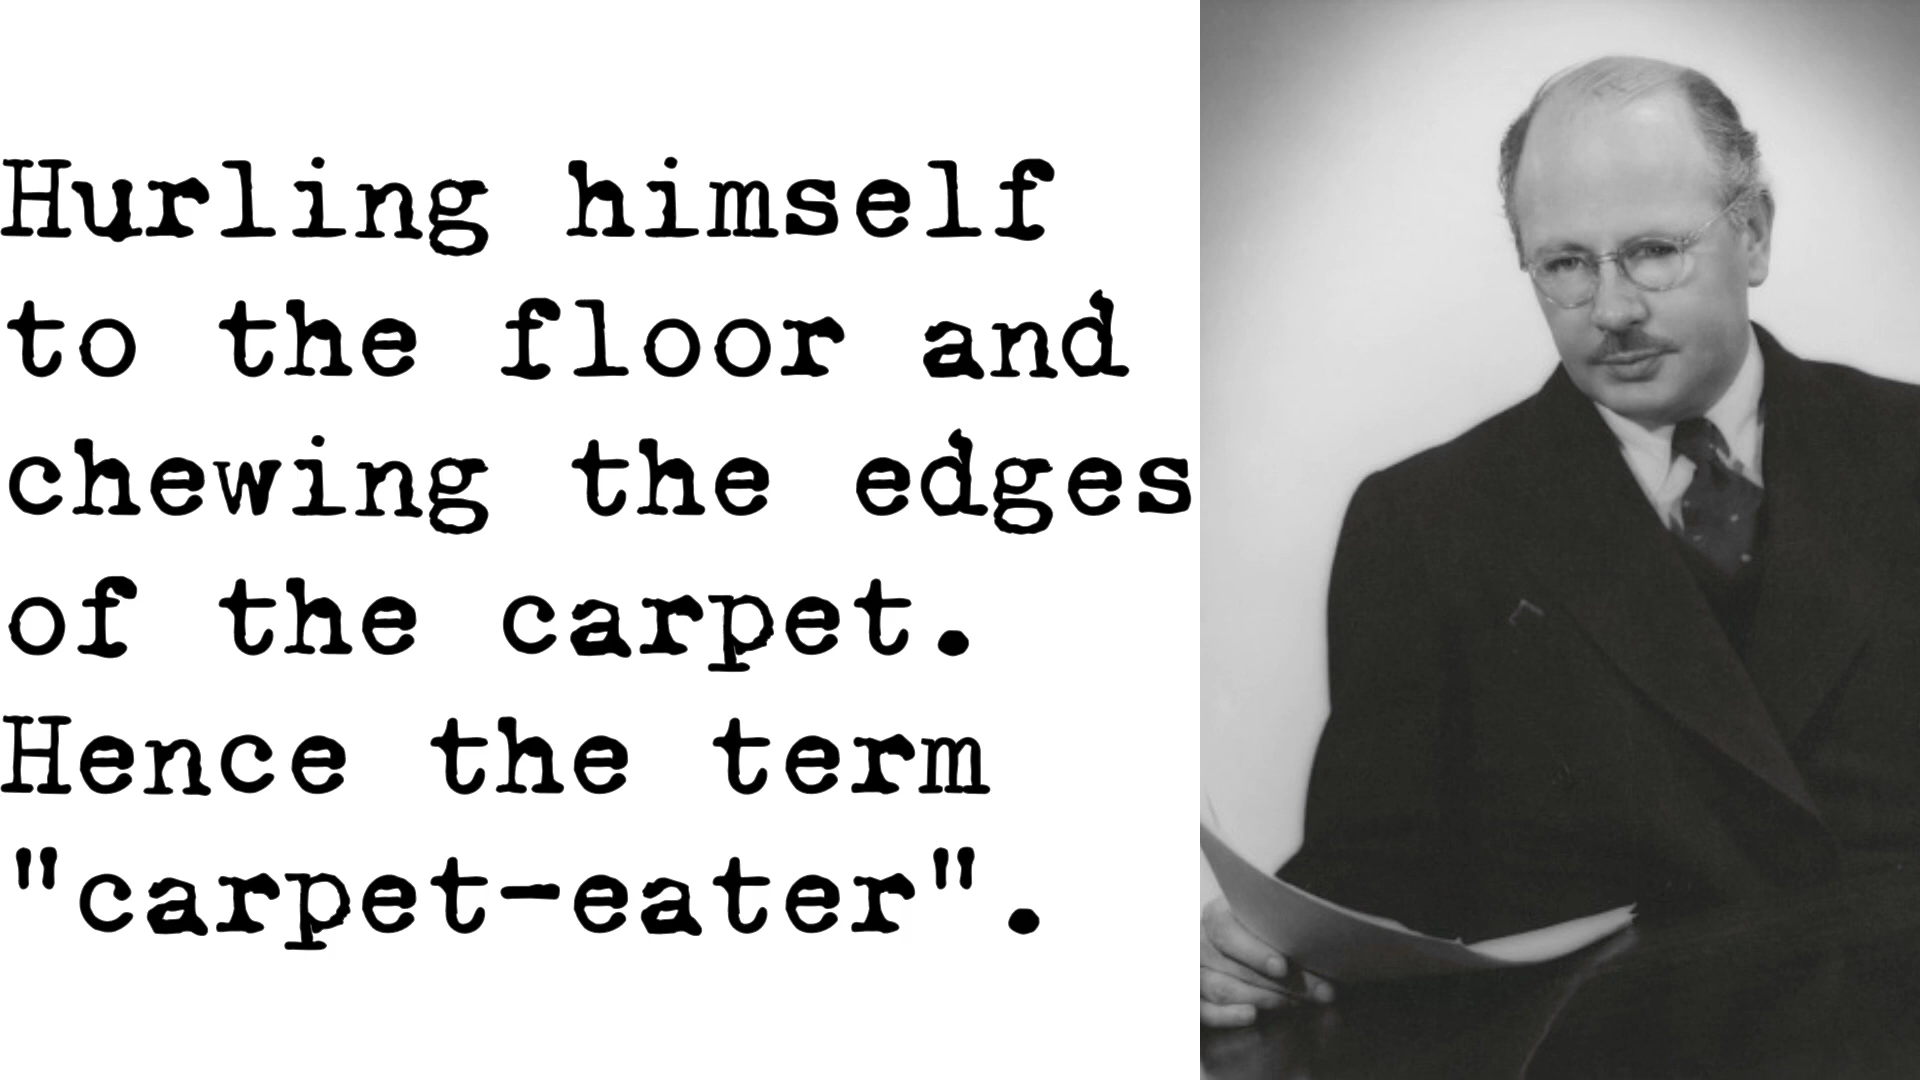 Hurling himself
to the floor and
chewing the edges
of the carpet.
Hence the term
"carpet-eater".